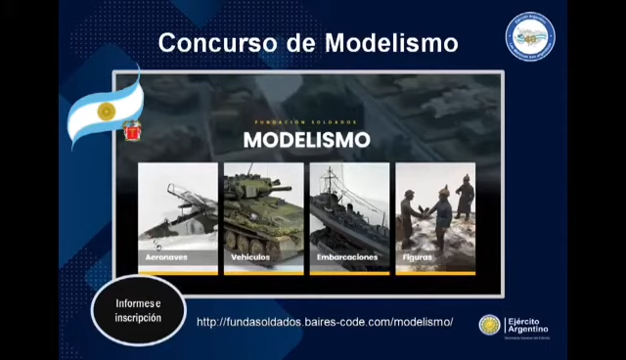 Concurso de Modelismo
FUNDACIÓN SOLDADOS
MODELISMO
Aeronaves
Vehículos
Embarcaciones
Figuras
Informes e
inscripción
http://fundasoldados.baires-code.com/modelismo/
Ejército
Argentino